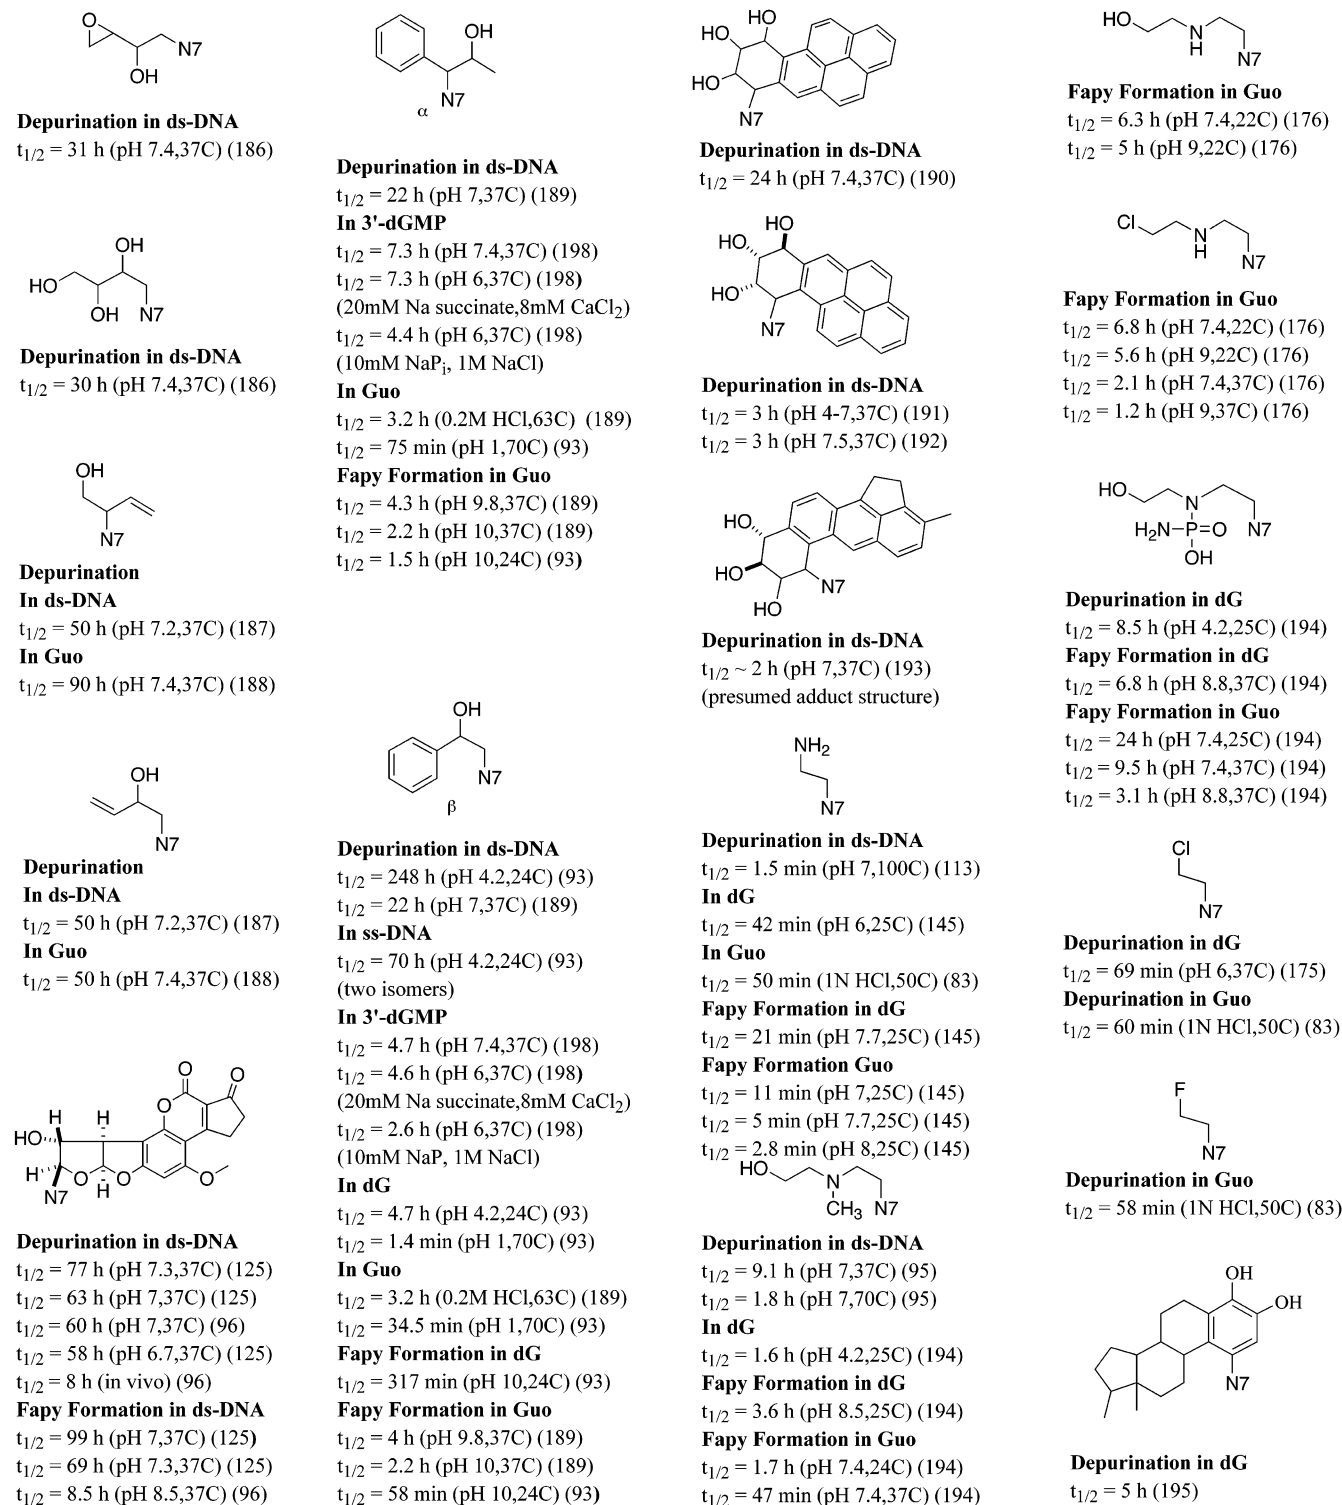 O
N7
OH
Depurination in ds-DNA
t1/2 = 31 h (pH 7.4,37C) (186)
OH
HO
OH
N7
Depurination in ds-DNA
t1/2 = 30 h (pH 7.4,37C) (186)
OH
N7
Depurination
In ds-DNA
t1/2 = 50 h (pH 7.2,37C) (187)
In Guo
t1/2 = 90 h (pH 7.4,37C) (188)
OH
N7
Depurination
In ds-DNA
t1/2 = 50 h (pH 7.2,37C) (187)
In Guo
t1/2 = 50 h (pH 7.4,37C) (188)
O O
H H O
HO
H O H O O
N7
Depurination in ds-DNA
t1/2 = 77 h (pH 7.3,37C) (125)
t1/2 = 63 h (pH 7,37C) (125)
t1/2 = 60 h (pH 7,37C) (96)
t1/2 = 58 h (pH 6.7,37C) (125)
t1/2 = 8 h (in vivo) (96)
Fapy Formation in ds-DNA
t1/2 = 99 h (pH 7,37C) (125)
t1/2 = 69 h (pH 7.3,37C) (125)
t1/2 = 8.5 h (pH 8.5,37C) (96)
OH
N7
α
Depurination in ds-DNA
t1/2 = 22 h (pH 7,37C) (189)
In 3'-dGMP
t1/2 = 7.3 h (pH 7.4,37C) (198)
t1/2 = 7.3 h (pH 6,37C) (198)
(20mM Na succinate,8mM CaCl2)
t1/2 = 4.4 h (pH 6,37C) (198)
(10mM NaPi, 1M NaCl)
In Guo
t1/2 = 3.2 h (0.2M HCl,63C) (189)
t1/2 = 75 min (pH 1,70C) (93)
Fapy Formation in Guo
t1/2 = 4.3 h (pH 9.8,37C) (189)
t1/2 = 2.2 h (pH 10,37C) (189)
t1/2 = 1.5 h (pH 10,24C) (93)
OH
N7
β
Depurination in ds-DNA
t1/2 = 248 h (pH 4.2,24C) (93)
t1/2 = 22 h (pH 7,37C) (189)
In ss-DNA
t1/2 = 70 h (pH 4.2,24C) (93)
(two isomers)
In 3'-dGMP
t1/2 = 4.7 h (pH 7.4,37C) (198)
t1/2 = 4.6 h (pH 6,37C) (198)
(20mM Na succinate,8mM CaCl2)
t1/2 = 2.6 h (pH 6,37C) (198)
(10mM NaP, 1M NaCl)
In dG
t1/2 = 4.7 h (pH 4.2,24C) (93)
t1/2 = 1.4 min (pH 1,70C) (93)
In Guo
t1/2 = 3.2 h (0.2M HCl,63C) (189)
t1/2 = 34.5 min (pH 1,70C) (93)
Fapy Formation in dG
t1/2 = 317 min (pH 10,24C) (93)
Fapy Formation in Guo
t1/2 = 4 h (pH 9.8,37C) (189)
t1/2 = 2.2 h (pH 10,37C) (189)
t1/2 = 58 min (pH 10,24C) (93)
HO
HO
HO
N7
Depurination in ds-DNA
t1/2 = 24 h (pH 7.4,37C) (190)
HO
HO
HO
N7
Depurination in ds-DNA
t1/2 = 3 h (pH 4-7,37C) (191)
t1/2 = 3 h (pH 7.5,37C) (192)
HO
HO
N7
HO
Depurination in ds-DNA
t1/2 ~ 2 h (pH 7,37C) (193)
(presumed adduct structure)
NH2
N7
Depurination in ds-DNA
t1/2 = 1.5 min (pH 7,100C) (113)
In dG
t1/2 = 42 min (pH 6,25C) (145)
In Guo
t1/2 = 50 min (1N HCl,50C) (83)
Fapy Formation in dG
t1/2 = 21 min (pH 7.7,25C) (145)
Fapy Formation Guo
t1/2 = 11 min (pH 7,25C) (145)
t1/2 = 5 min (pH 7.7,25C) (145)
t1/2 = 2.8 min (pH 8,25C) (145)
HO
N
CH3 N7
Depurination in ds-DNA
t1/2 = 9.1 h (pH 7,37C) (95)
t1/2 = 1.8 h (pH 7,70C) (95)
In dG
t1/2 = 1.6 h (pH 4.2,25C) (194)
Fapy Formation in dG
t1/2 = 3.6 h (pH 8.5,25C) (194)
Fapy Formation in Guo
t1/2 = 1.7 h (pH 7.4,24C) (194)
t1/2 = 47 min (pH 7.4,37C) (194)
HO
N
H
N7
Fapy Formation in Guo
t1/2 = 6.3 h (pH 7.4,22C) (176)
t1/2 = 5 h (pH 9,22C) (176)
Cl
N
H
N7
Fapy Formation in Guo
t1/2 = 6.8 h (pH 7.4,22C) (176)
t1/2 = 5.6 h (pH 9,22C) (176)
t1/2 = 2.1 h (pH 7.4,37C) (176)
t1/2 = 1.2 h (pH 9,37C) (176)
HO
N
H2N-P=O N7
OH
Depurination in dG
t1/2 = 8.5 h (pH 4.2,25C) (194)
Fapy Formation in dG
t1/2 = 6.8 h (pH 8.8,37C) (194)
Fapy Formation in Guo
t1/2 = 24 h (pH 7.4,25C) (194)
t1/2 = 9.5 h (pH 7.4,37C) (194)
t1/2 = 3.1 h (pH 8.8,37C) (194)
Cl
N7
Depurination in dG
t1/2 = 69 min (pH 6,37C) (175)
Depurination in Guo
t1/2 = 60 min (1N HCl,50C) (83)
F
N7
Depurination in Guo
t1/2 = 58 min (1N HCl,50C) (83)
OH
OH
N7
Depurination in dG
t1/2 = 5 h (195)